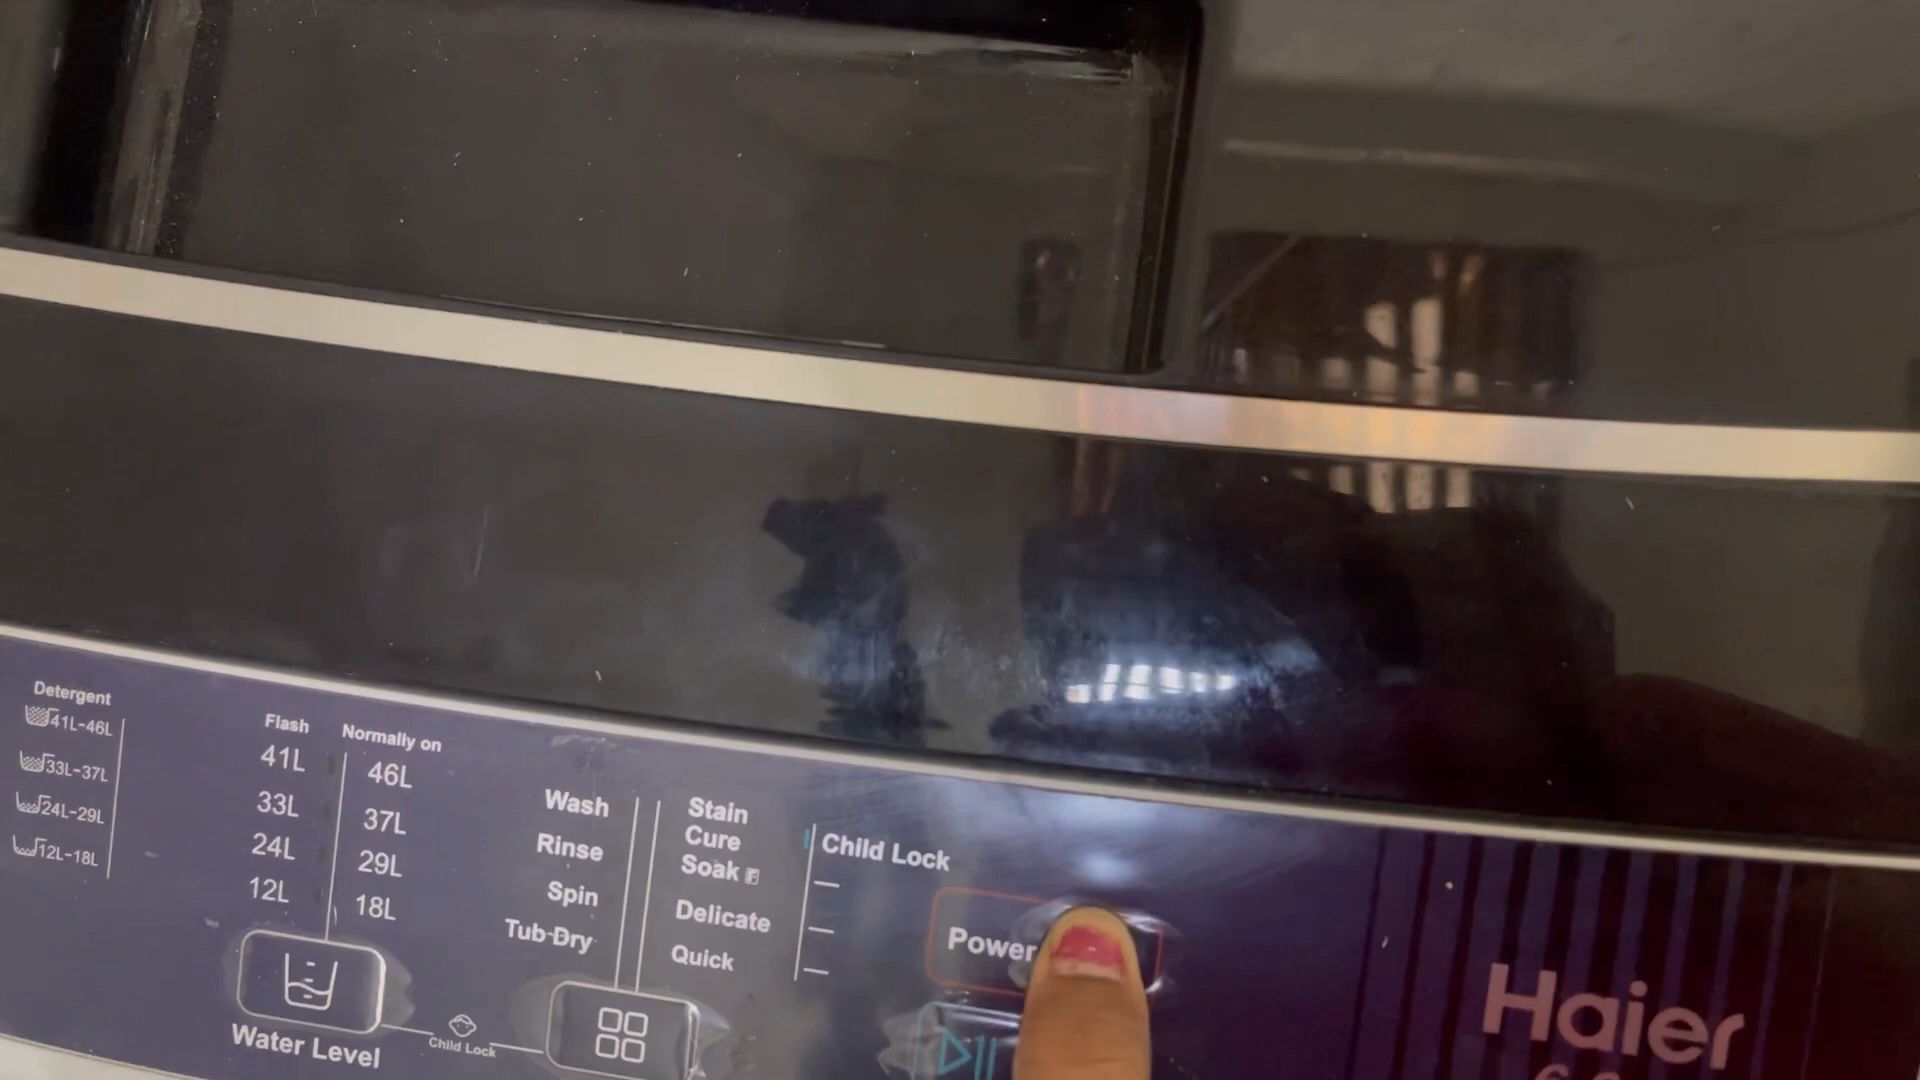 Detergent
41L-46L
33L-37L
24L-29L
12L-18L
Flash
41L
33L
24L
12L
Normally on
46L
37L
29L
18L
Water Level
Child Lock
Wash
Rinse
Spin
Tub-Dry
Stain
Cure
Soak
Delicate
Quick
Child Lock
Power
Haier